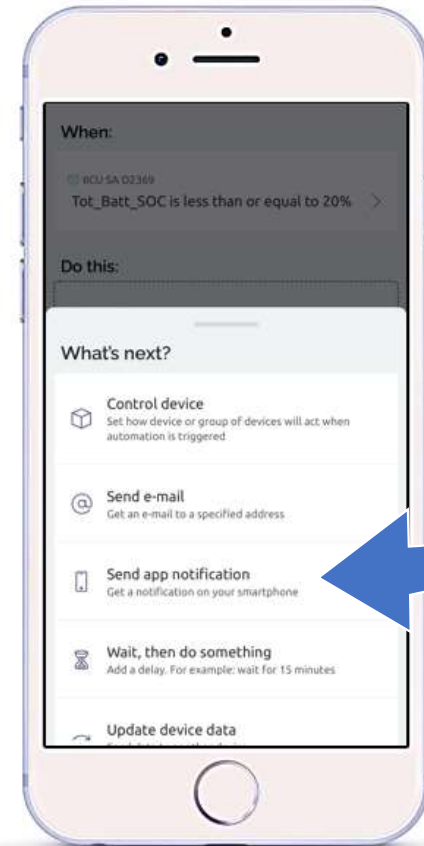 When:
BCU SA 02369
Tot_Batt_SOC is less than or equal to 20%
Do this:
What's next?
Control device
Set how device or group of devices will act when
automation is triggered
Send e-mail
Get an e-mail to a specified address
Send app notification
Get a notification on your smartphone
Wait, then do something
Add a delay. For example: wait for 15 minutes
Update device data